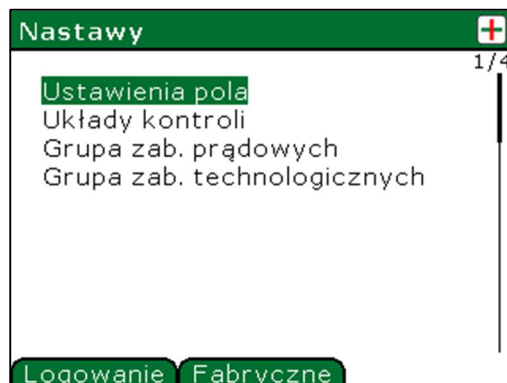 Nastawy
1/4
Ustawienia pola
Układy kontroli
Grupa zab. prądowych
Grupa zab. technologicznych
Logowanie Fabryczne